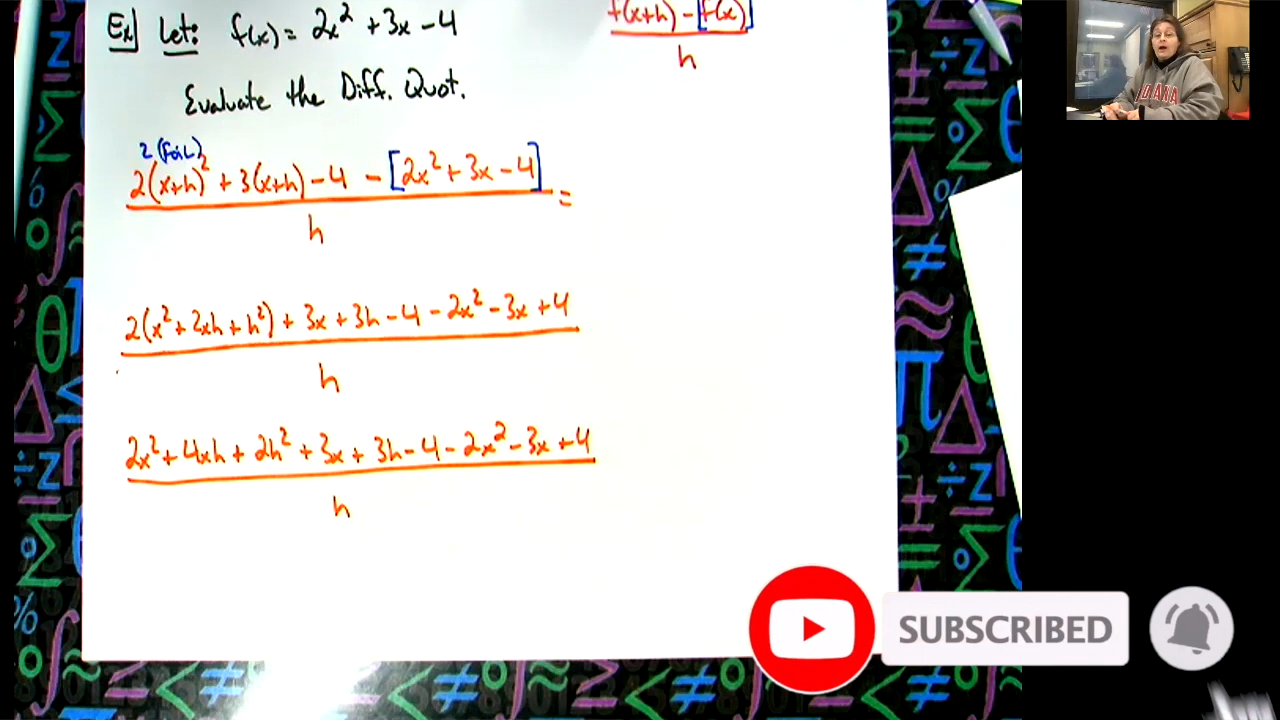 Ex] Let: f(x) = 2x² + 3x - 4
f(x+h) - [f(x)]
h
Evaluate the Diff. Quot.
2 (FOIL)
2(x+h)² + 3(x+h) - 4 - [2x² + 3x - 4] =
h
2(x² + 2xh + h²) + 3x + 3h - 4 - 2x² - 3x + 4
h
2x² + 4xh + 2h² + 3x + 3h - 4 - 2x² - 3x + 4
h
SUBSCRIBED